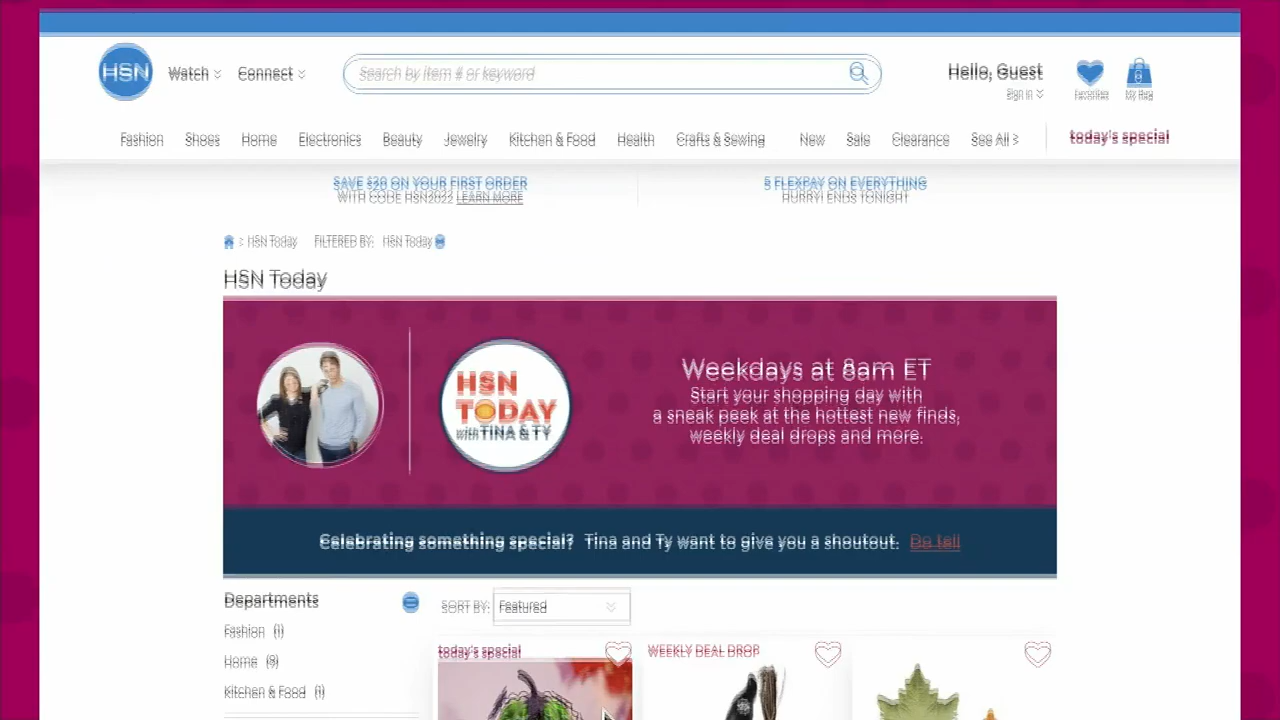 HSN
Watch
Connect
Search by item # or keyword
Hello, Guest
Sign in
Favorites
0
My Bag
Fashion
Shoes
Home
Electronics
Beauty
Jewelry
Kitchen & Food
Health
Crafts & Sewing
New
Sale
Clearance
See All >
today's special
SAVE $20 ON YOUR FIRST ORDER
WITH CODE HSN2022 LEARN MORE
5 FLEXPAY ON EVERYTHING
HURRY! ENDS TONIGHT
> HSN Today
FILTERED BY: HSN Today
HSN Today
HSN
TODAY
with TINA & TY
Weekdays at 8am ET
Start your shopping day with
a sneak peek at the hottest new finds,
weekly deal drops and more.
Celebrating something special? Tina and Ty want to give you a shoutout. Do tell
Departments
Fashion (1)
Home (9)
Kitchen & Food (1)
SORT BY: Featured
today's special
WEEKLY DEAL DROP